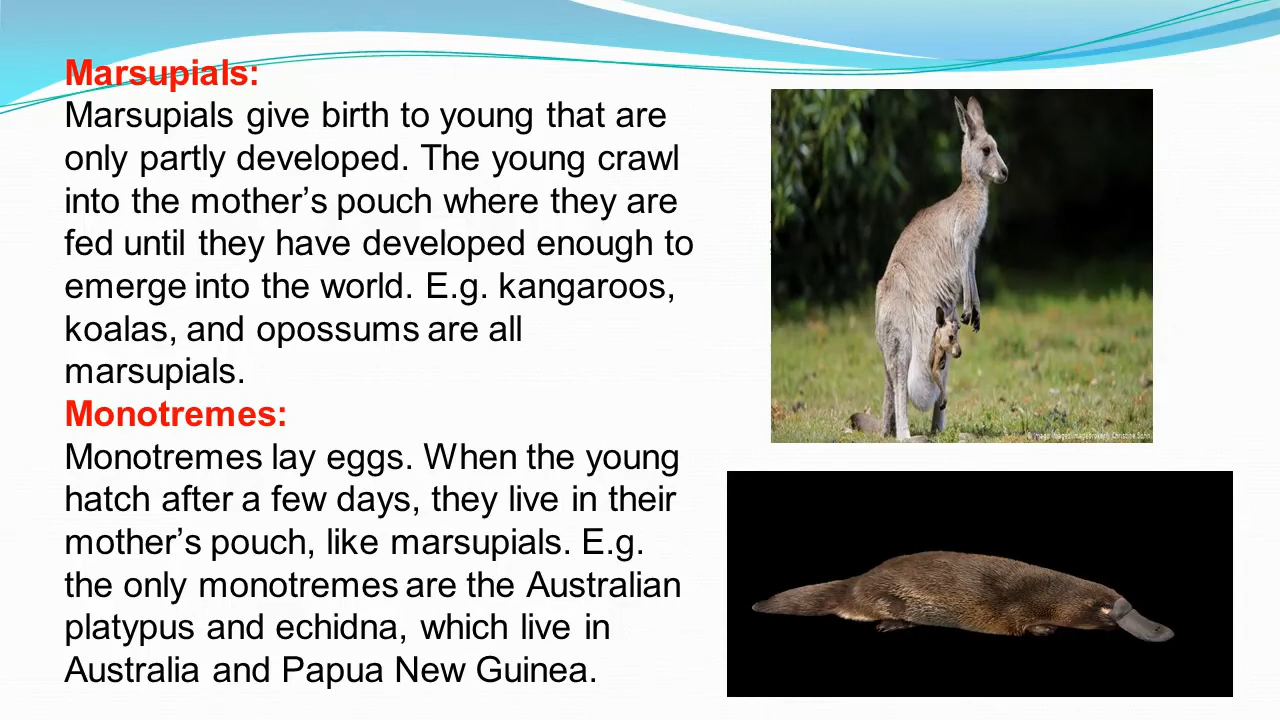 Marsupials:
Marsupials give birth to young that are
only partly developed. The young crawl
into the mother’s pouch where they are
fed until they have developed enough to
emerge into the world. E.g. kangaroos,
koalas, and opossums are all
marsupials.
Monotremes:
Monotremes lay eggs. When the young
hatch after a few days, they live in their
mother’s pouch, like marsupials. E.g.
the only monotremes are the Australian
platypus and echidna, which live in
Australia and Papua New Guinea.